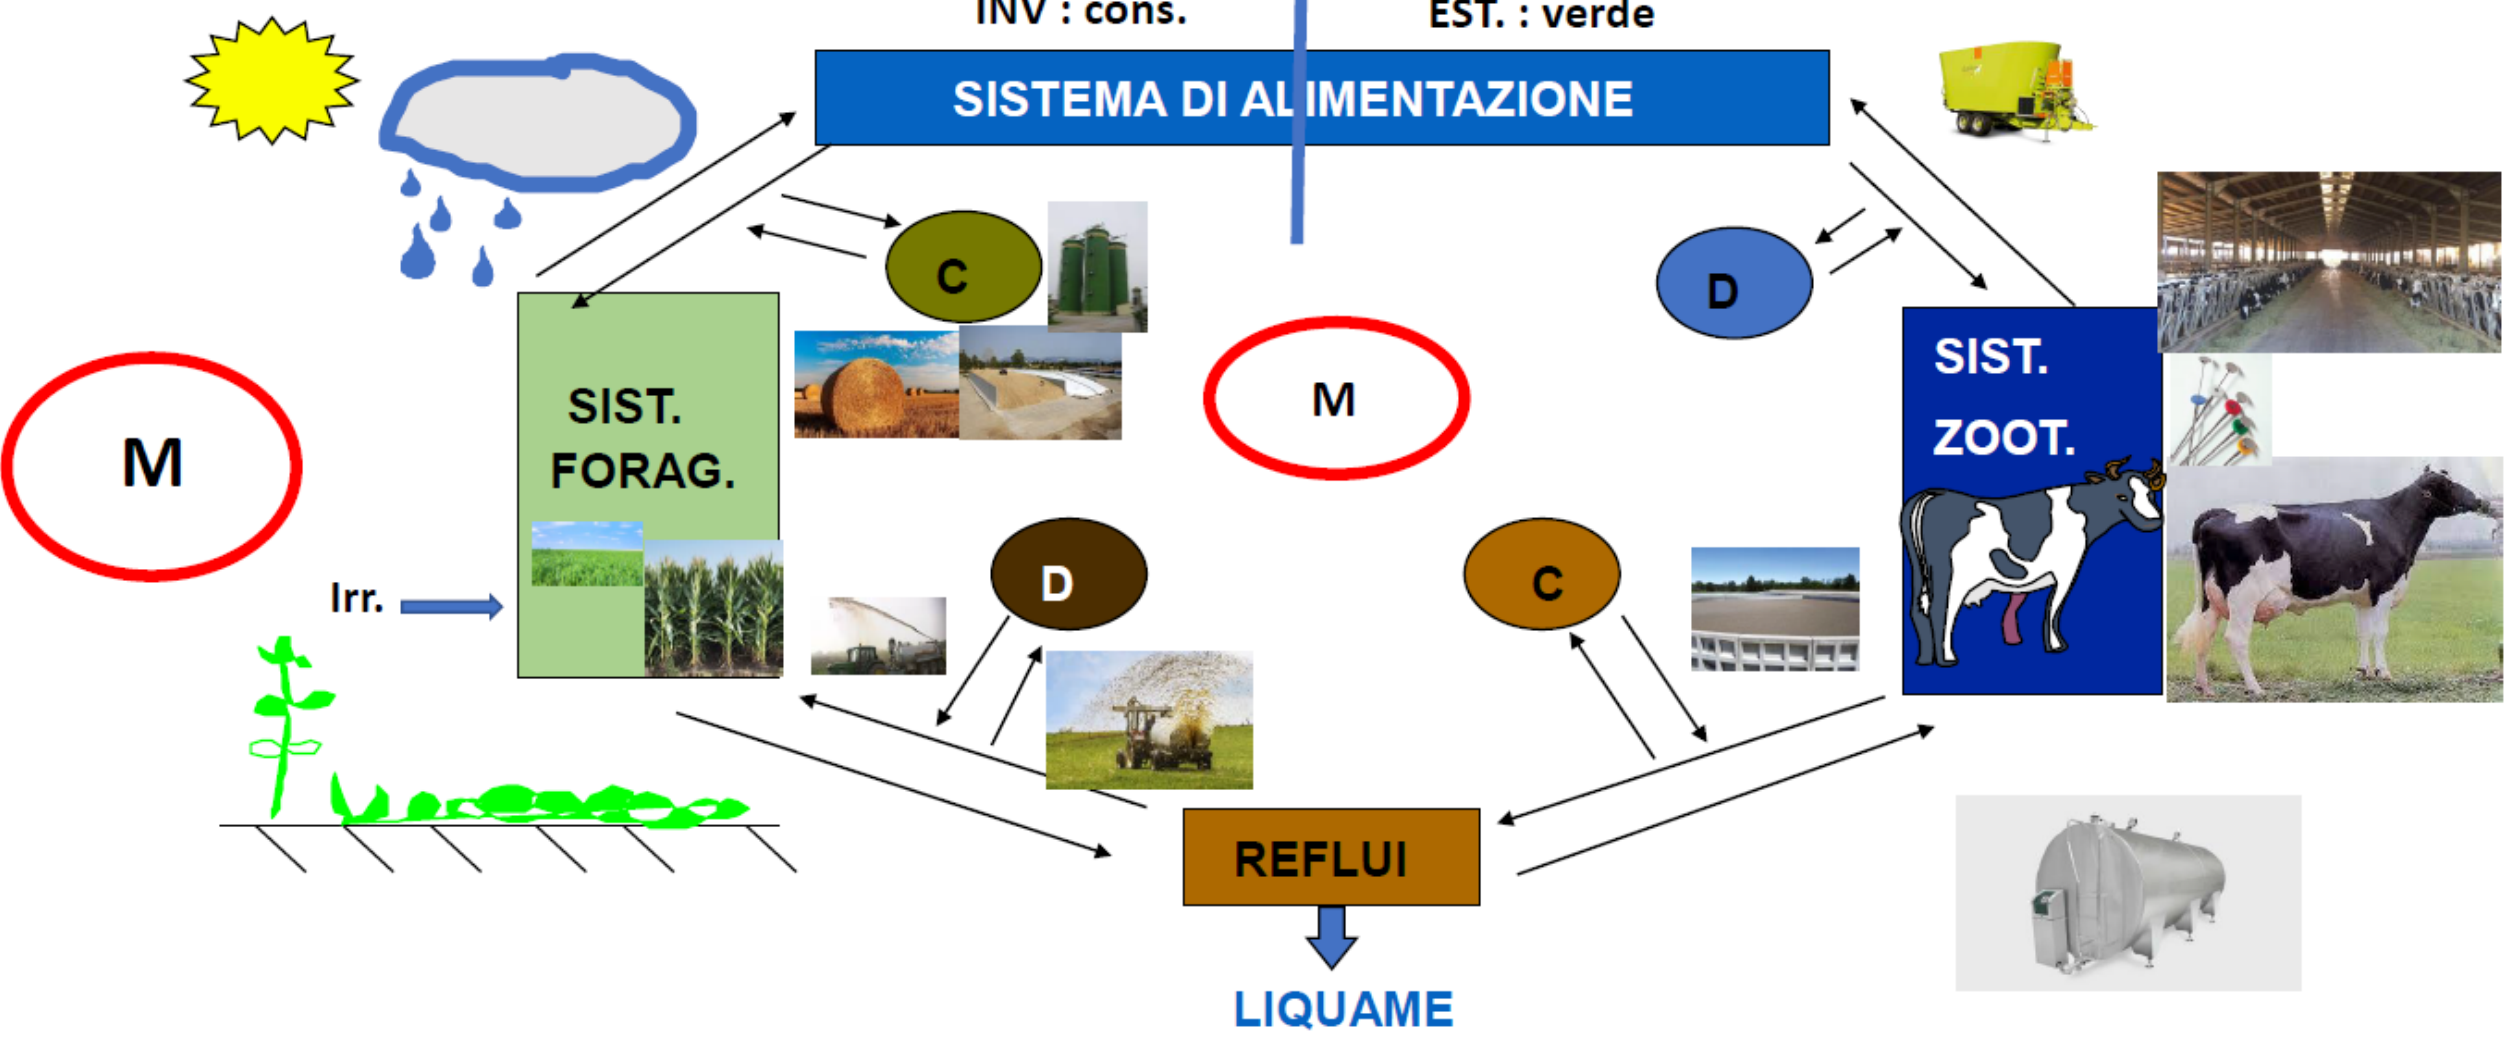 INV : cons.
EST. : verde
SISTEMA DI ALIMENTAZIONE
C
D
SIST.
ZOOT.
M
SIST.
FORAG.
M
D
C
Irr.
REFLUI
LIQUAME